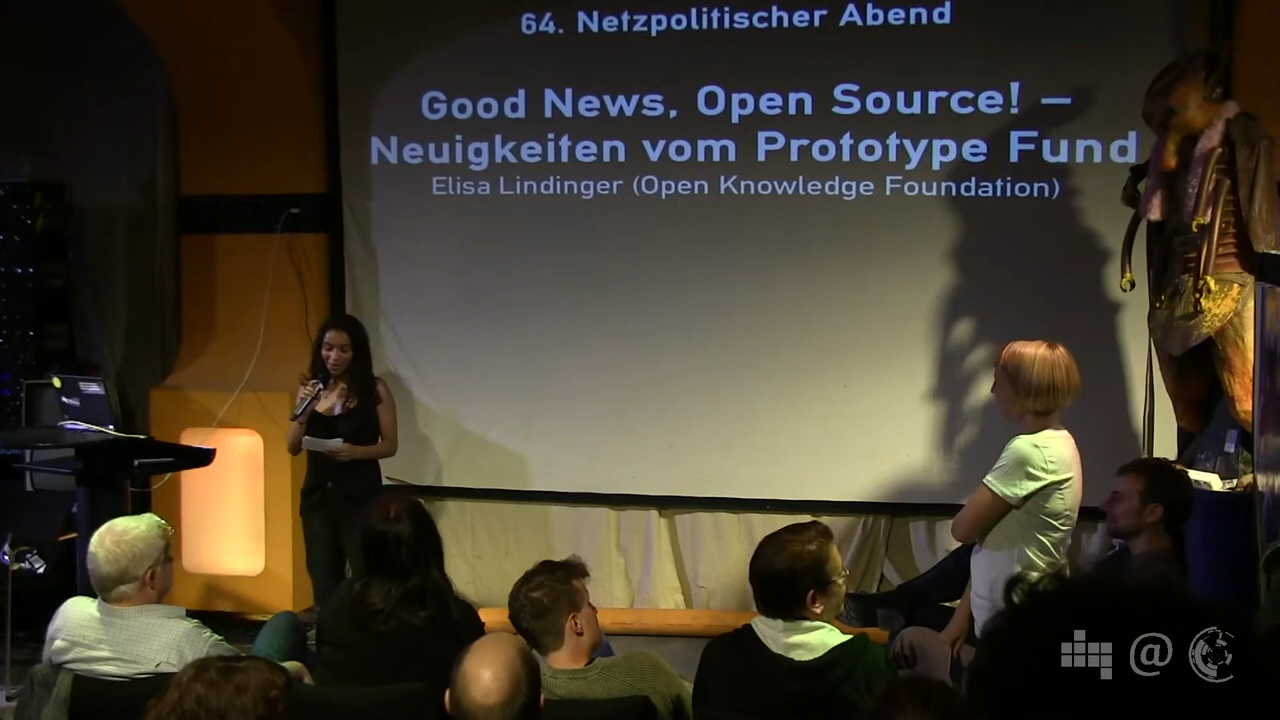 64. Netzpolitischer Abend
Good News, Open Source! –
Neuigkeiten vom Prototype Fund
Elisa Lindinger (Open Knowledge Foundation)
@